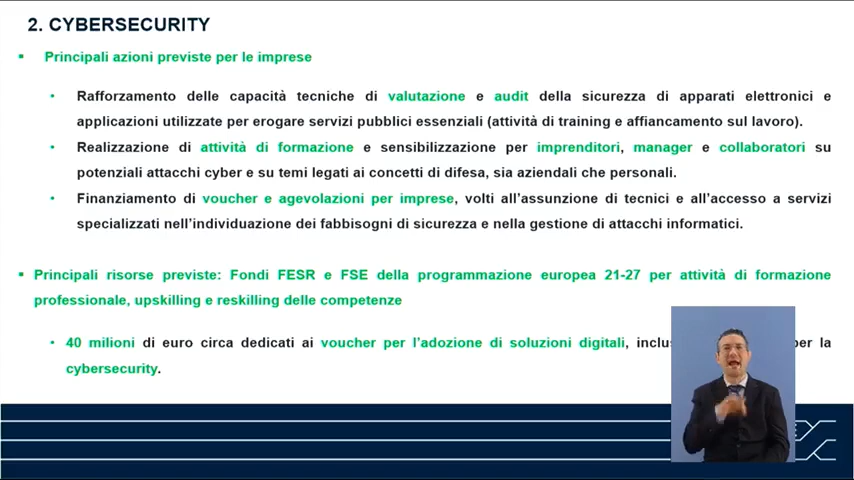 2. CYBERSECURITY
Principali azioni previste per le imprese
Rafforzamento delle capacità tecniche di valutazione e audit della sicurezza di apparati elettronici e
applicazioni utilizzate per erogare servizi pubblici essenziali (attività di training e affiancamento sul lavoro).
Realizzazione di attività di formazione e sensibilizzazione per imprenditori, manager e collaboratori su
potenziali attacchi cyber e su temi legati ai concetti di difesa, sia aziendali che personali.
Finanziamento di voucher e agevolazioni per imprese, volti all'assunzione di tecnici e all'accesso a servizi
specializzati nell'individuazione dei fabbisogni di sicurezza e nella gestione di attacchi informatici.
Principali risorse previste: Fondi FESR e FSE della programmazione europea 21-27 per attività di formazione
professionale, upskilling e reskilling delle competenze
40 milioni di euro circa dedicati ai voucher per l'adozione di soluzioni digitali, per la
cybersecurity.